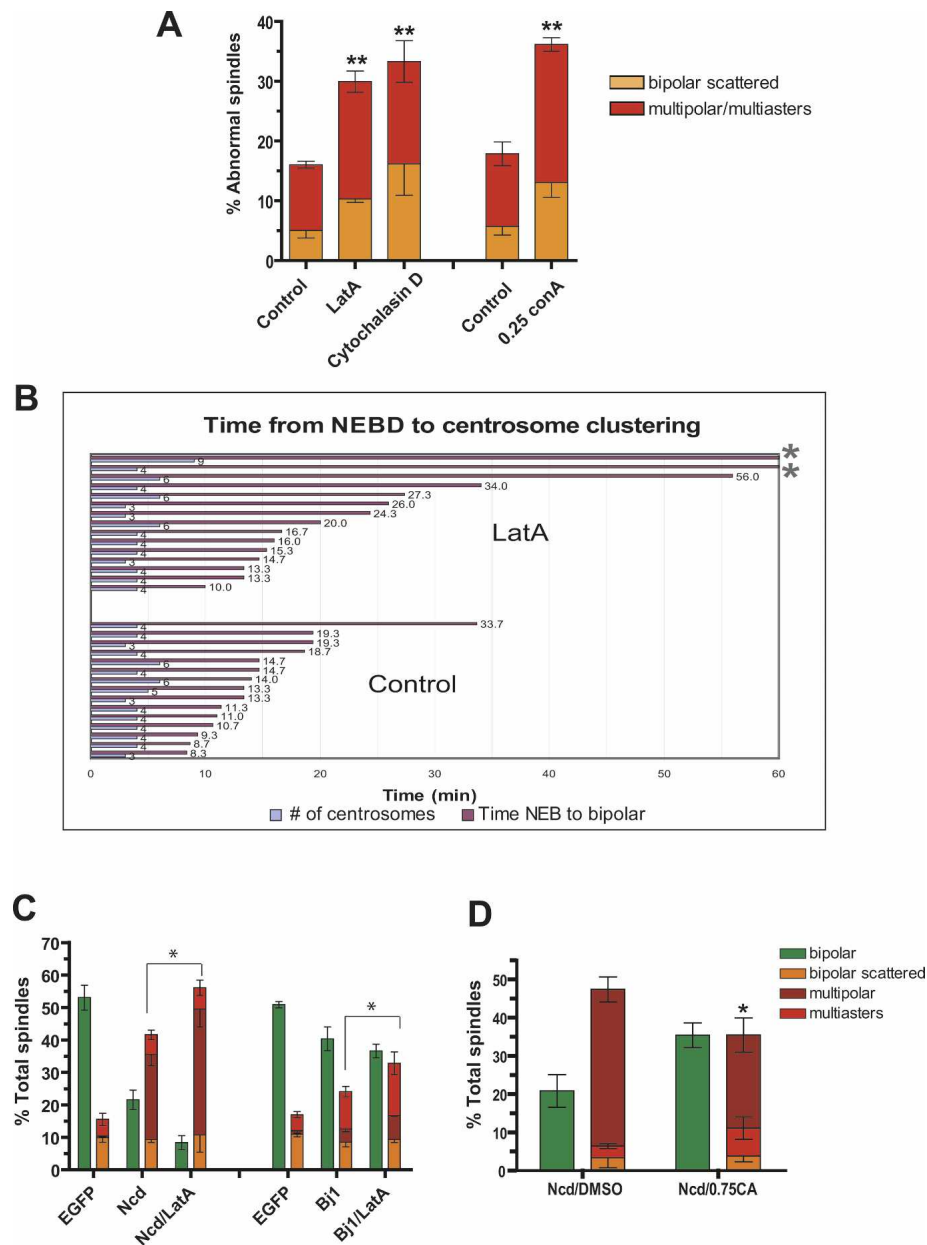 A
% Abnormal spindles
40
30
20
10
0
**
**
**
bipolar scattered
multipolar/multiasters
Control
LatA
Cytochalasin D
Control
0.25 conA
B
Time from NEBD to centrosome clustering
9
*
4
*
6
56.0
4
34.0
6
27.3
3
26.0
3
24.3
6
20.0
4
16.7
4
16.0
4
15.3
3
14.7
4
13.3
4
13.3
4
10.0
LatA
4
33.7
4
19.3
3
19.3
4
18.7
6
14.7
4
14.7
6
14.0
5
13.3
3
13.3
4
11.3
4
11.0
4
10.7
4
9.3
4
8.7
3
8.3
Control
0 10 20 30 40 50 60
Time (min)
# of centrosomes Time NEB to bipolar
C
% Total spindles
70
60
50
40
30
20
10
0
*
*
EGFP
Ncd
Ncd/LatA
EGFP
Bj1
Bj1/LatA
D
% Total spindles
50
40
30
20
10
0
*
bipolar
bipolar scattered
multipolar
multiasters
Ncd/DMSO
Ncd/0.75CA